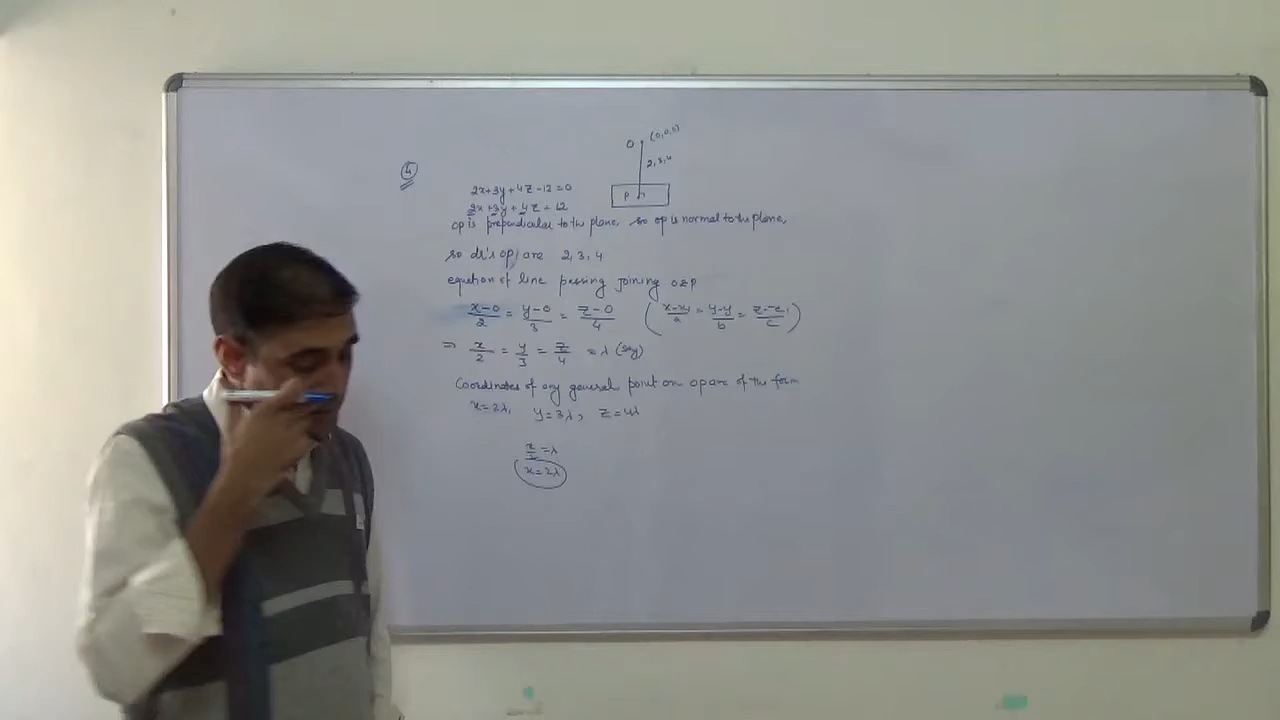 O (0,0,0)
④
2,3,4
2x+3y+4z-12=0
P
2x+3y+4z=12
op is prependicular to the plane, so op is normal to the plane,
so dr's op are 2, 3, 4
equation of line passing joining O&P
x-0/2 = y-0/3 = z-0/4 (x-x₁/a = y-y/b = z-z₁/c)
⇒ x/2 = y/3 = z/4 = λ (say)
Coordinates of any general point on op are of the form
x=2λ, y=3λ, z=4λ
x/2=λ
x=2λ